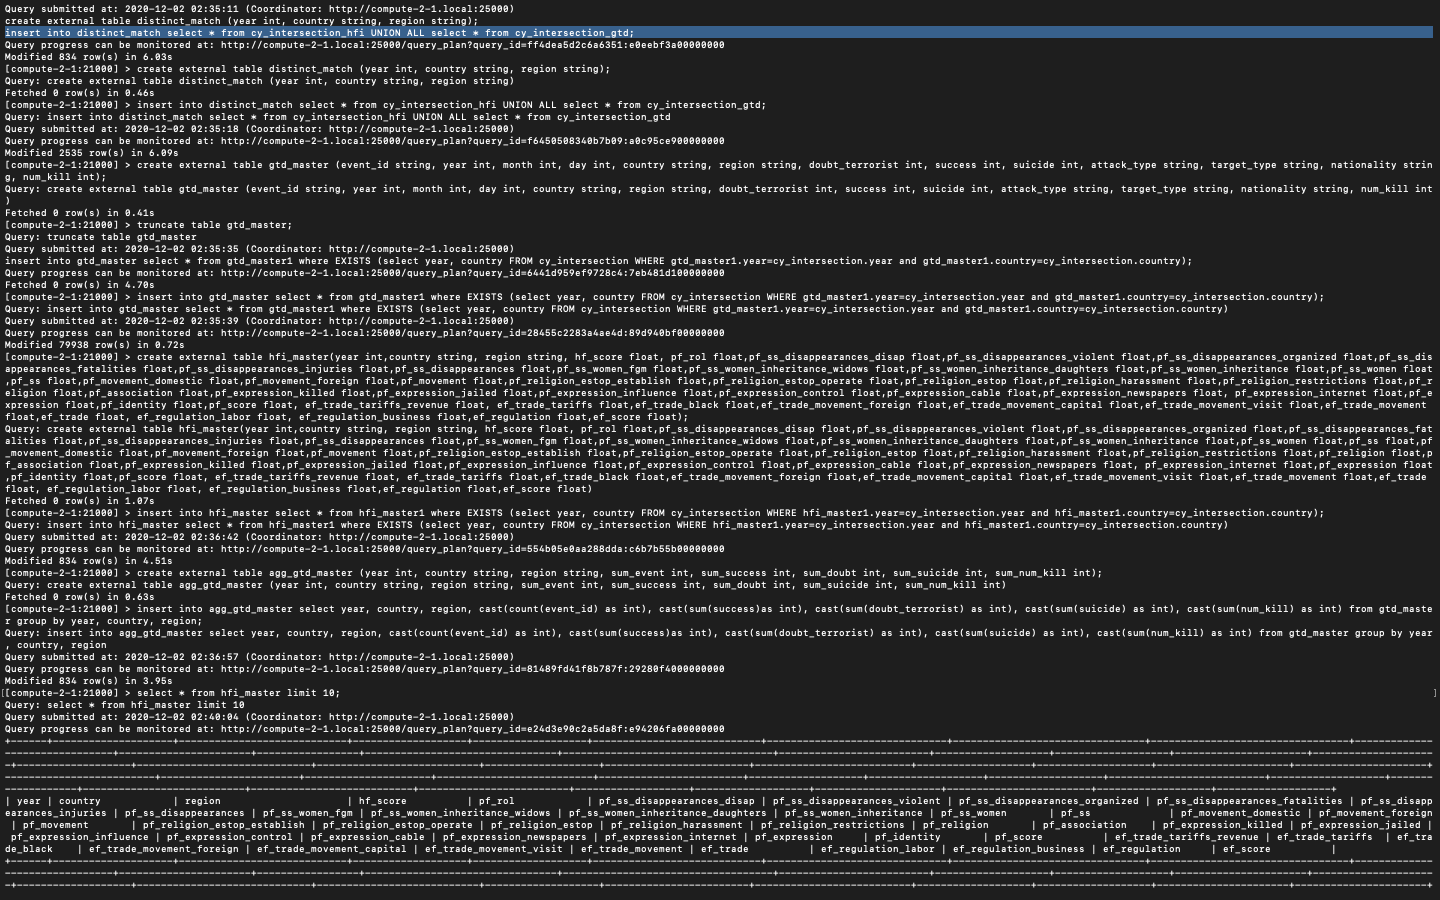 Query submitted at: 2020-12-02 02:35:11 (Coordinator: http://compute-2-1.local:25000)
create external table distinct_match (year int, country string, region string);
insert into distinct_match select * from cy_intersection_hfi UNION ALL select * from cy_intersection_gtd;
Query progress can be monitored at: http://compute-2-1.local:25000/query_plan?query_id=ff4dea5d2c6a6351:e0eebf3a00000000
Modified 834 row(s) in 6.03s
[compute-2-1:21000] > create external table distinct_match (year int, country string, region string);
Query: create external table distinct_match (year int, country string, region string)
Fetched 0 row(s) in 0.46s
[compute-2-1:21000] > insert into distinct_match select * from cy_intersection_hfi UNION ALL select * from cy_intersection_gtd;
Query: insert into distinct_match select * from cy_intersection_hfi UNION ALL select * from cy_intersection_gtd
Query submitted at: 2020-12-02 02:35:18 (Coordinator: http://compute-2-1.local:25000)
Query progress can be monitored at: http://compute-2-1.local:25000/query_plan?query_id=f6450508340b7b09:a0c95ce900000000
Modified 2535 row(s) in 6.09s
[compute-2-1:21000] > create external table gtd_master (event_id string, year int, month int, day int, country string, region string, doubt_terrorist int, success int, suicide int, attack_type string, target_type string, nationality strin
g, num_kill int);
Query: create external table gtd_master (event_id string, year int, month int, day int, country string, region string, doubt_terrorist int, success int, suicide int, attack_type string, target_type string, nationality string, num_kill int
)
Fetched 0 row(s) in 0.41s
[compute-2-1:21000] > truncate table gtd_master;
Query: truncate table gtd_master
Query submitted at: 2020-12-02 02:35:35 (Coordinator: http://compute-2-1.local:25000)
insert into gtd_master select * from gtd_master1 where EXISTS (select year, country FROM cy_intersection WHERE gtd_master1.year=cy_intersection.year and gtd_master1.country=cy_intersection.country);
Query progress can be monitored at: http://compute-2-1.local:25000/query_plan?query_id=6441d959ef9728c4:7eb481d100000000
Fetched 0 row(s) in 4.70s
[compute-2-1:21000] > insert into gtd_master select * from gtd_master1 where EXISTS (select year, country FROM cy_intersection WHERE gtd_master1.year=cy_intersection.year and gtd_master1.country=cy_intersection.country);
Query: insert into gtd_master select * from gtd_master1 where EXISTS (select year, country FROM cy_intersection WHERE gtd_master1.year=cy_intersection.year and gtd_master1.country=cy_intersection.country)
Query submitted at: 2020-12-02 02:35:39 (Coordinator: http://compute-2-1.local:25000)
Query progress can be monitored at: http://compute-2-1.local:25000/query_plan?query_id=28455c2283a4ae4d:89d940bf00000000
Modified 79938 row(s) in 0.72s
[compute-2-1:21000] > create external table hfi_master(year int,country string, region string, hf_score float, pf_rol float,pf_ss_disappearances_disap float,pf_ss_disappearances_violent float,pf_ss_disappearances_organized float,pf_ss_dis
appearances_fatalities float,pf_ss_disappearances_injuries float,pf_ss_disappearances float,pf_ss_women_fgm float,pf_ss_women_inheritance_widows float,pf_ss_women_inheritance_daughters float,pf_ss_women_inheritance float,pf_ss_women float
,pf_ss float,pf_movement_domestic float,pf_movement_foreign float,pf_movement float,pf_religion_estop_establish float,pf_religion_estop_operate float,pf_religion_estop float,pf_religion_harassment float,pf_religion_restrictions float,pf_r
eligion float,pf_association float,pf_expression_killed float,pf_expression_jailed float,pf_expression_influence float,pf_expression_control float,pf_expression_cable float,pf_expression_newspapers float, pf_expression_internet float,pf_e
xpression float,pf_identity float,pf_score float, ef_trade_tariffs_revenue float, ef_trade_tariffs float,ef_trade_black float,ef_trade_movement_foreign float,ef_trade_movement_capital float,ef_trade_movement_visit float,ef_trade_movement 
float,ef_trade float, ef_regulation_labor float, ef_regulation_business float,ef_regulation float,ef_score float);
Query: create external table hfi_master(year int,country string, region string, hf_score float, pf_rol float,pf_ss_disappearances_disap float,pf_ss_disappearances_violent float,pf_ss_disappearances_organized float,pf_ss_disappearances_fat
alities float,pf_ss_disappearances_injuries float,pf_ss_disappearances float,pf_ss_women_fgm float,pf_ss_women_inheritance_widows float,pf_ss_women_inheritance_daughters float,pf_ss_women_inheritance float,pf_ss_women float,pf_ss float,pf
_movement_domestic float,pf_movement_foreign float,pf_movement float,pf_religion_estop_establish float,pf_religion_estop_operate float,pf_religion_estop float,pf_religion_harassment float,pf_religion_restrictions float,pf_religion float,p
f_association float,pf_expression_killed float,pf_expression_jailed float,pf_expression_influence float,pf_expression_control float,pf_expression_cable float,pf_expression_newspapers float, pf_expression_internet float,pf_expression float
,pf_identity float,pf_score float, ef_trade_tariffs_revenue float, ef_trade_tariffs float,ef_trade_black float,ef_trade_movement_foreign float,ef_trade_movement_capital float,ef_trade_movement_visit float,ef_trade_movement float,ef_trade 
float, ef_regulation_labor float, ef_regulation_business float,ef_regulation float,ef_score float)
Fetched 0 row(s) in 1.07s
[compute-2-1:21000] > insert into hfi_master select * from hfi_master1 where EXISTS (select year, country FROM cy_intersection WHERE hfi_master1.year=cy_intersection.year and hfi_master1.country=cy_intersection.country);
Query: insert into hfi_master select * from hfi_master1 where EXISTS (select year, country FROM cy_intersection WHERE hfi_master1.year=cy_intersection.year and hfi_master1.country=cy_intersection.country)
Query submitted at: 2020-12-02 02:36:42 (Coordinator: http://compute-2-1.local:25000)
Query progress can be monitored at: http://compute-2-1.local:25000/query_plan?query_id=554b05e0aa288dda:c6b7b55b00000000
Modified 834 row(s) in 4.51s
[compute-2-1:21000] > create external table agg_gtd_master (year int, country string, region string, sum_event int, sum_success int, sum_doubt int, sum_suicide int, sum_num_kill int);
Query: create external table agg_gtd_master (year int, country string, region string, sum_event int, sum_success int, sum_doubt int, sum_suicide int, sum_num_kill int)
Fetched 0 row(s) in 0.63s
[compute-2-1:21000] > insert into agg_gtd_master select year, country, region, cast(count(event_id) as int), cast(sum(success)as int), cast(sum(doubt_terrorist) as int), cast(sum(suicide) as int), cast(sum(num_kill) as int) from gtd_maste
r group by year, country, region;
Query: insert into agg_gtd_master select year, country, region, cast(count(event_id) as int), cast(sum(success)as int), cast(sum(doubt_terrorist) as int), cast(sum(suicide) as int), cast(sum(num_kill) as int) from gtd_master group by year
, country, region
Query submitted at: 2020-12-02 02:36:57 (Coordinator: http://compute-2-1.local:25000)
Query progress can be monitored at: http://compute-2-1.local:25000/query_plan?query_id=81489fd41f8b787f:29280f4000000000
Modified 834 row(s) in 3.95s
[[compute-2-1:21000] > select * from hfi_master limit 10; ]
Query: select * from hfi_master limit 10
Query submitted at: 2020-12-02 02:40:04 (Coordinator: http://compute-2-1.local:25000)
Query progress can be monitored at: http://compute-2-1.local:25000/query_plan?query_id=e24d3e90c2a5da8f:e94206fa00000000
| year | country | region | hf_score | pf_rol | pf_ss_disappearances_disap | pf_ss_disappearances_violent | pf_ss_disappearances_organized | pf_ss_disappearances_fatalities | pf_ss_disapp
earances_injuries | pf_ss_disappearances | pf_ss_women_fgm | pf_ss_women_inheritance_widows | pf_ss_women_inheritance_daughters | pf_ss_women_inheritance | pf_ss_women | pf_ss | pf_movement_domestic | pf_movement_foreign
| pf_movement | pf_religion_estop_establish | pf_religion_estop_operate | pf_religion_estop | pf_religion_harassment | pf_religion_restrictions | pf_religion | pf_association | pf_expression_killed | pf_expression_jailed |
pf_expression_influence | pf_expression_control | pf_expression_cable | pf_expression_newspapers | pf_expression_internet | pf_expression | pf_identity | pf_score | ef_trade_tariffs_revenue | ef_trade_tariffs | ef_tra
de_black | ef_trade_movement_foreign | ef_trade_movement_capital | ef_trade_movement_visit | ef_trade_movement | ef_trade | ef_regulation_labor | ef_regulation_business | ef_regulation | ef_score |